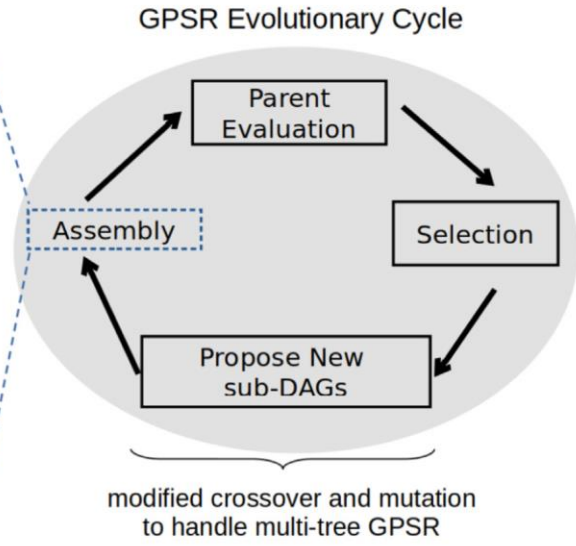 GPSR Evolutionary Cycle
Parent
Evaluation
Assembly
Selection
Propose New
sub-DAGs
modified crossover and mutation
to handle multi-tree GPSR